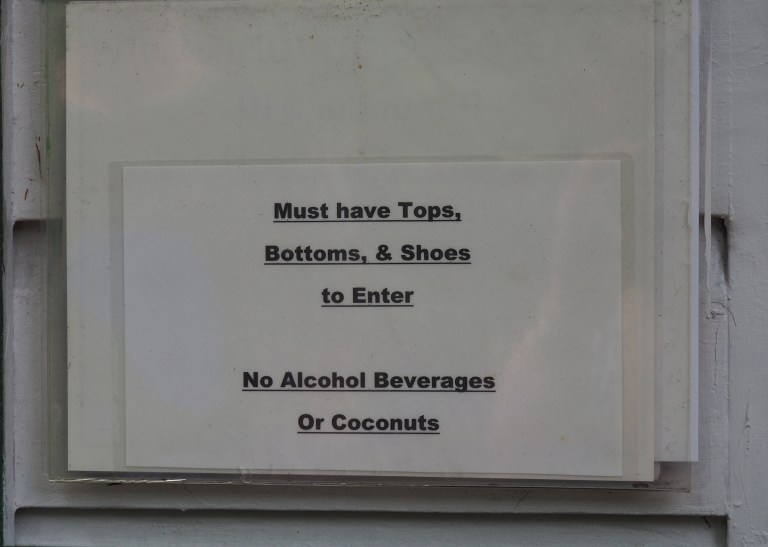 Must have Tops,
Bottoms, & Shoes
to Enter
No Alcohol Beverages
Or Coconuts